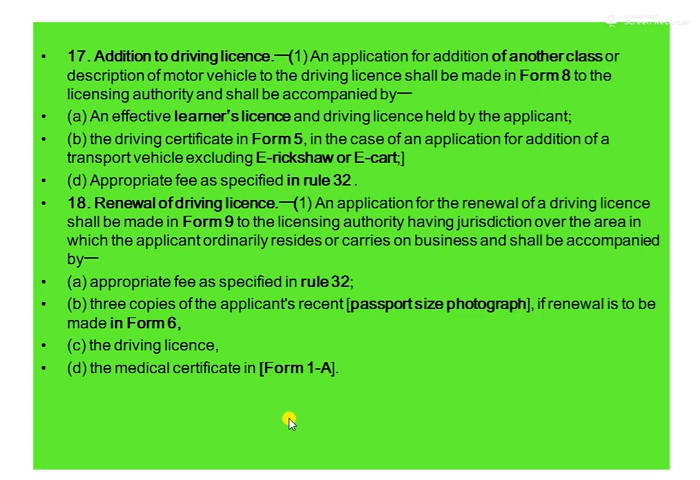 • 17. Addition to driving licence.—(1) An application for addition of another class or
description of motor vehicle to the driving licence shall be made in Form 8 to the
licensing authority and shall be accompanied by—
• (a) An effective learner's licence and driving licence held by the applicant;
• (b) the driving certificate in Form 5, in the case of an application for addition of a
transport vehicle excluding E-rickshaw or E-cart;]
• (d) Appropriate fee as specified in rule 32 .
• 18. Renewal of driving licence.—(1) An application for the renewal of a driving licence
shall be made in Form 9 to the licensing authority having jurisdiction over the area in
which the applicant ordinarily resides or carries on business and shall be accompanied
by—
• (a) appropriate fee as specified in rule 32;
• (b) three copies of the applicant's recent [passport size photograph], if renewal is to be
made in Form 6,
• (c) the driving licence,
• (d) the medical certificate in [Form 1-A].